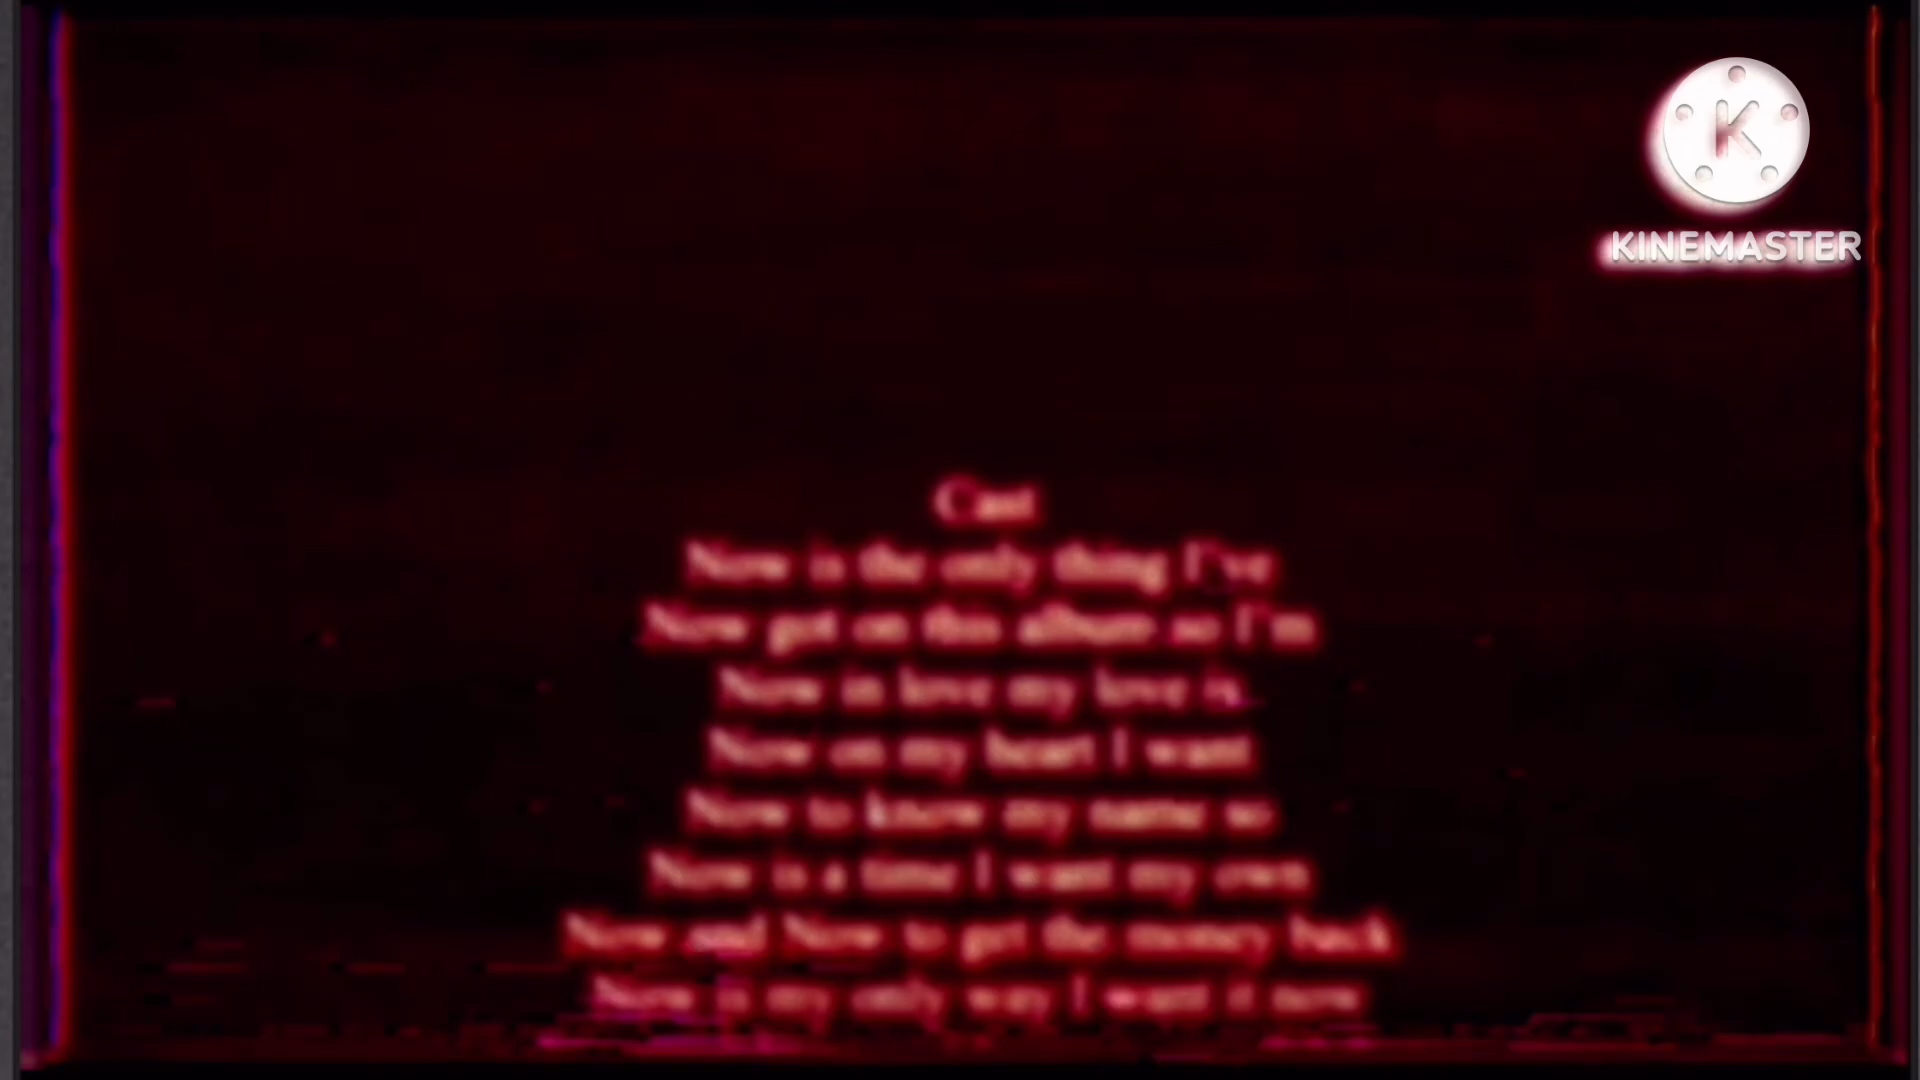 K
KINEMASTER
Cast
Now is the only thing I've
Now got on this album so I'm
Now in love my love is
Now on my heart I want
Now to know my name so
Now is a time I want my own
Now and Now to get the money back
Now is my only way I want it now